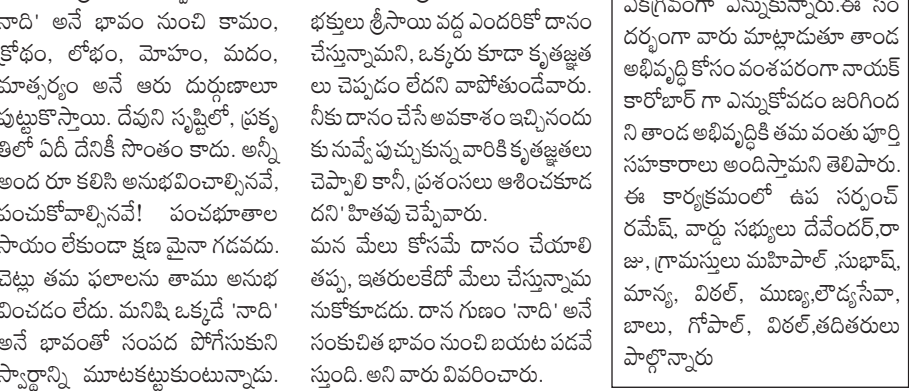 నాది' అనే భావం నుంచి కామం,
క్రోథం, లోభం, మోహం, మదం,
మాత్సర్యం అనే ఆరు దుర్గుణాలూ
పుట్టుకొస్తాయి. దేవుని సృష్టిలో, ప్రకృ
తిలో ఏదీ దేనికీ సొంతం కాదు. అన్నీ
అంద రూ కలిసి అనుభవించాల్సినవే,
పంచుకోవాల్సినవే! పంచభూతాల
సాయం లేకుండా క్షణ మైనా గడవదు.
చెట్లు తమ ఫలాలను తాము అనుభ
వించడం లేదు. మనిషి ఒక్కడే 'నాది'
అనే భావంతో సంపద పోగేసుకుని
స్వార్థాన్ని మూటకట్టుకుంటున్నాడు.
భక్తులు శ్రీసాయి వద్ద ఎందరికో దానం
చేస్తున్నామని, ఒక్కరు కూడా కృతజ్ఞత
లు చెప్పడం లేదని వాపోతుండేవారు.
నీకు దానం చేసే అవకాశం ఇచ్చినందు
కు నువ్వే పుచ్చుకున్న వారికి కృతజ్ఞతలు
చెప్పాలి కానీ, ప్రశంసలు ఆశించకూడ
దని' హితవు చెప్పేవారు.
మన మేలు కోసమే దానం చేయాలి
తప్ప, ఇతరులకేదో మేలు చేస్తున్నామ
నుకోకూడదు. దాన గుణం 'నాది' అనే
సంకుచిత భావం నుంచి బయట పడవే
స్తుంది. అని వారు వివరించారు.
ఏకగ్రీవంగా ఎన్నుకున్నారు.ఈ సం
దర్భంగా వారు మాట్లాడుతూ తాండ
అభివృద్ధి కోసం వంశపరంగా నాయక్
కారోబార్ గా ఎన్నుకోవడం జరిగింద
ని తాండ అభివృద్ధికి తమ వంతు పూర్తి
సహకారాలు అందిస్తామని తెలిపారు.
ఈ కార్యక్రమంలో ఉప సర్పంచ్
రమేష్, వార్డు సభ్యులు దేవేందర్,రా
జు, గ్రామస్తులు మహిపాల్ ,సుభాష్,
మాన్య, విఠల్, ముణ్య,లౌడ్యసేవా,
బాలు, గోపాల్, విఠల్,తదితరులు
పాల్గొన్నారు